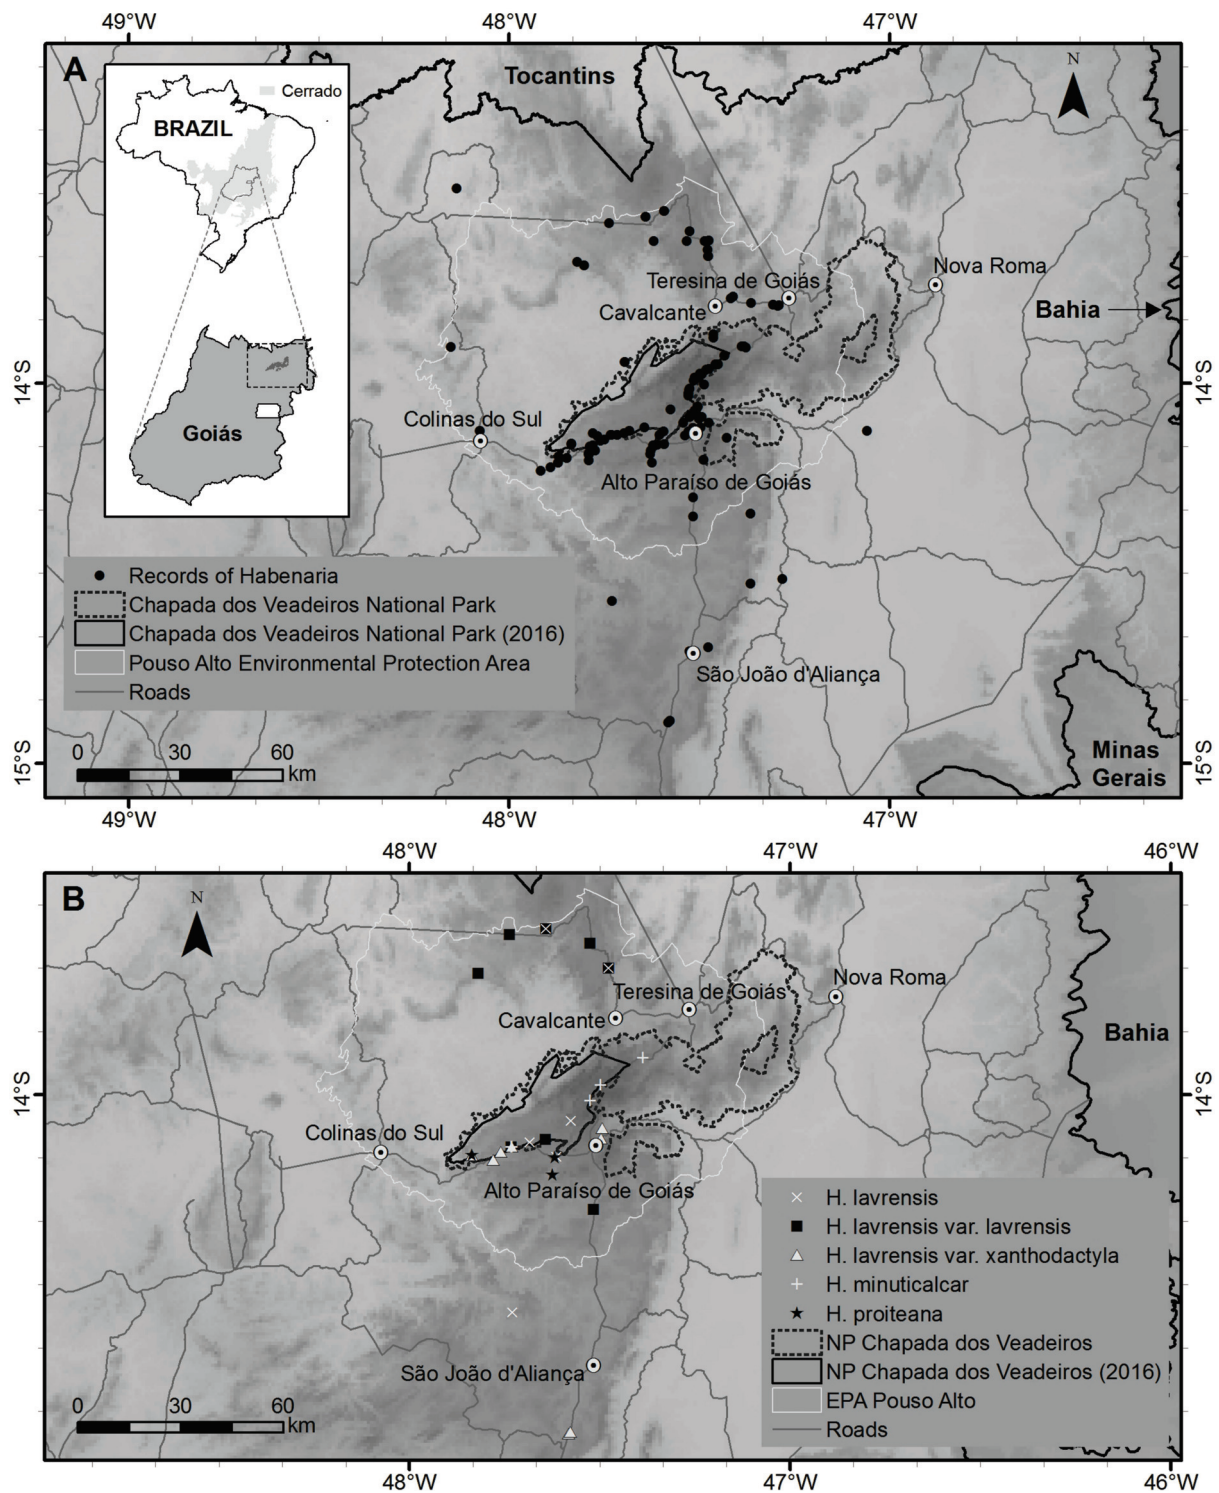 49°W 48°W 47°W
A
N
Tocantins
Cerrado
BRAZIL
Goiás
Teresina de Goiás
Nova Roma
Cavalcante
Bahia
14°S 14°S
Colinas do Sul
Alto Paraíso de Goiás
Records of Habenaria
Chapada dos Veadeiros National Park
Chapada dos Veadeiros National Park (2016)
Pouso Alto Environmental Protection Area
Roads
São João d'Aliança
0 30 60
km
Minas
Gerais
15°S 15°S
49°W 48°W 47°W
48°W 47°W 46°W
B
N
Nova Roma
Teresina de Goiás
Cavalcante
Bahia
14°S 14°S
Colinas do Sul
Alto Paraíso de Goiás
H. lavrensis
H. lavrensis var. lavrensis
H. lavrensis var. xanthodactyla
H. minuticalcar
H. proiteana
NP Chapada dos Veadeiros
NP Chapada dos Veadeiros (2016)
EPA Pouso Alto
Roads
São João d'Aliança
0 30 60
km
48°W 47°W 46°W